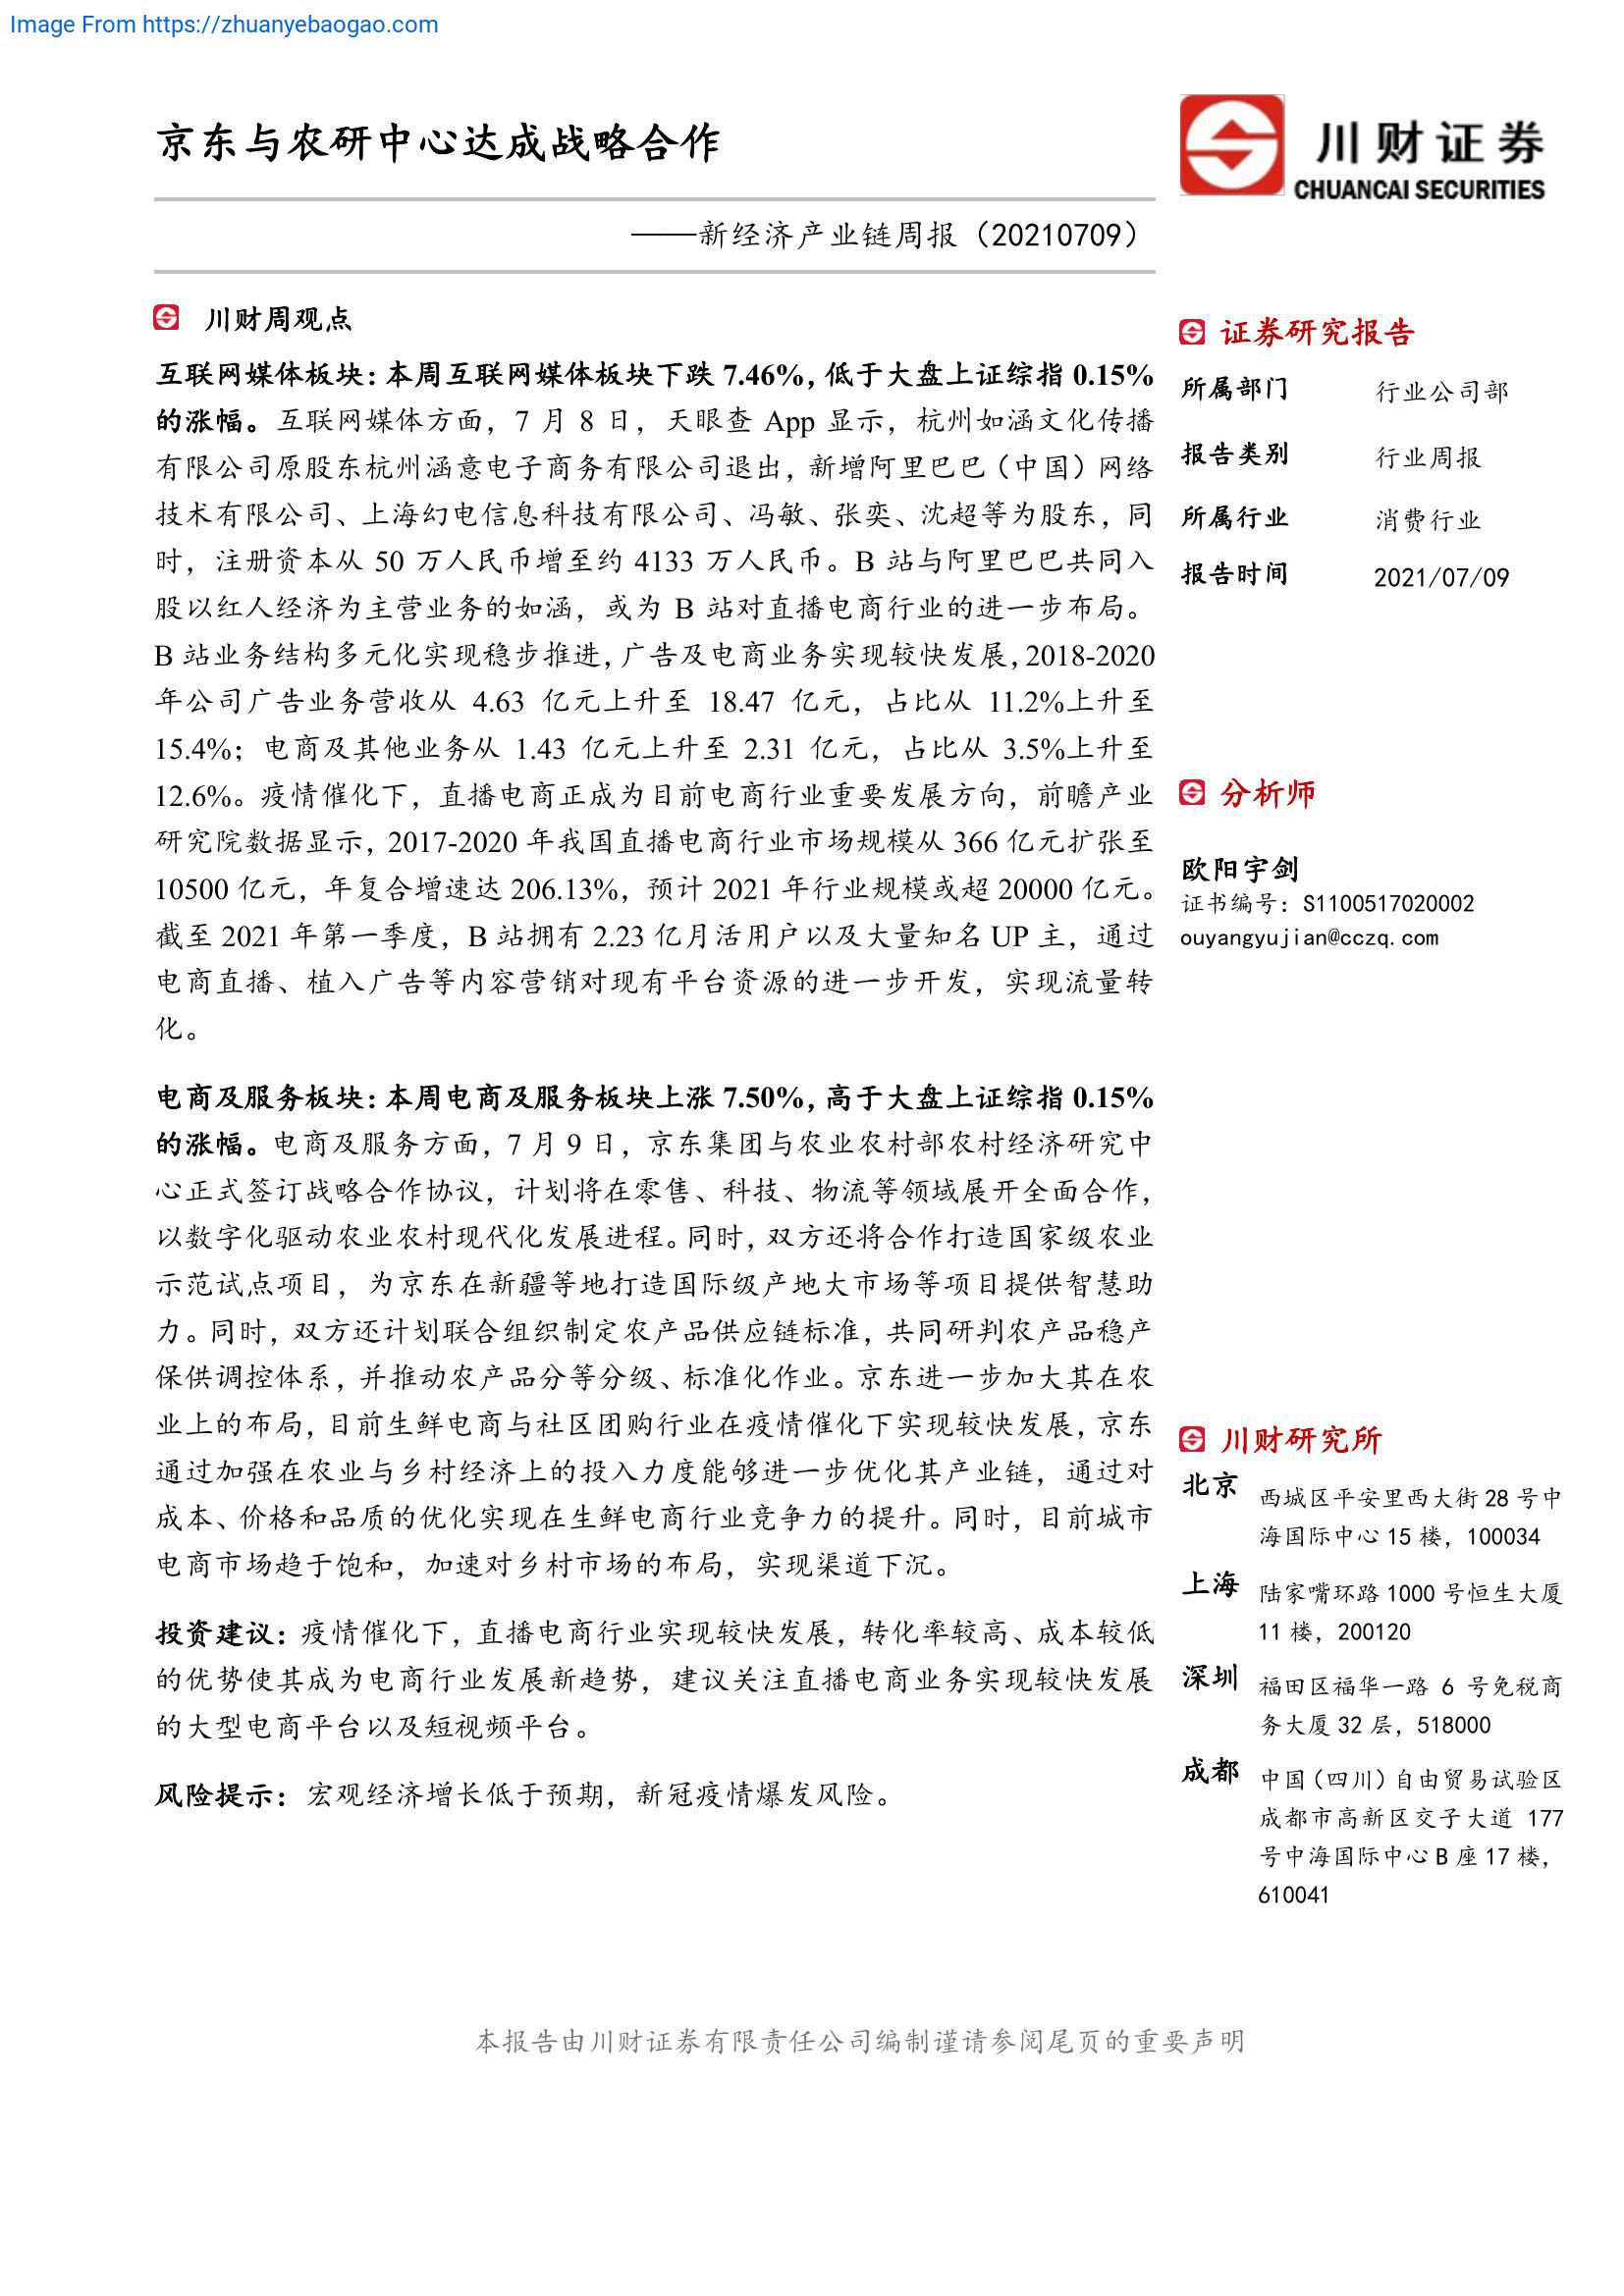 Image From https://zhuanyebaogao.com
京东与农研中心达成战略合作
——新经济产业链周报（20210709）
川财证券
CHUANCAI SECURITIES
川财周观点
互联网媒体板块：本周互联网媒体板块下跌 7.46%，低于大盘上证综指 0.15%
的涨幅。互联网媒体方面，7 月 8 日，天眼查 App 显示，杭州如涵文化传播
有限公司原股东杭州涵意电子商务有限公司退出，新增阿里巴巴（中国）网络
技术有限公司、上海幻电信息科技有限公司、冯敏、张奕、沈超等为股东，同
时，注册资本从 50 万人民币增至约 4133 万人民币。B 站与阿里巴巴共同入
股以红人经济为主营业务的如涵，或为 B 站对直播电商行业的进一步布局。
B 站业务结构多元化实现稳步推进，广告及电商业务实现较快发展，2018-2020
年公司广告业务营收从 4.63 亿元上升至 18.47 亿元，占比从 11.2%上升至
15.4%；电商及其他业务从 1.43 亿元上升至 2.31 亿元，占比从 3.5%上升至
12.6%。疫情催化下，直播电商正成为目前电商行业重要发展方向，前瞻产业
研究院数据显示，2017-2020 年我国直播电商行业市场规模从 366 亿元扩张至
10500 亿元，年复合增速达 206.13%，预计 2021 年行业规模或超 20000 亿元。
截至 2021 年第一季度，B 站拥有 2.23 亿月活用户以及大量知名 UP 主，通过
电商直播、植入广告等内容营销对现有平台资源的进一步开发，实现流量转
化。
电商及服务板块：本周电商及服务板块上涨 7.50%，高于大盘上证综指 0.15%
的涨幅。电商及服务方面，7 月 9 日，京东集团与农业农村部农村经济研究中
心正式签订战略合作协议，计划将在零售、科技、物流等领域展开全面合作，
以数字化驱动农业农村现代化发展进程。同时，双方还将合作打造国家级农业
示范试点项目，为京东在新疆等地打造国际级产地大市场等项目提供智慧助
力。同时，双方还计划联合组织制定农产品供应链标准，共同研判农产品稳产
保供调控体系，并推动农产品分等分级、标准化作业。京东进一步加大其在农
业上的布局，目前生鲜电商与社区团购行业在疫情催化下实现较快发展，京东
通过加强在农业与乡村经济上的投入力度能够进一步优化其产业链，通过对
成本、价格和品质的优化实现在生鲜电商行业竞争力的提升。同时，目前城市
电商市场趋于饱和，加速对乡村市场的布局，实现渠道下沉。
投资建议：疫情催化下，直播电商行业实现较快发展，转化率较高、成本较低
的优势使其成为电商行业发展新趋势，建议关注直播电商业务实现较快发展
的大型电商平台以及短视频平台。
风险提示：宏观经济增长低于预期，新冠疫情爆发风险。
证券研究报告
所属部门 行业公司部
报告类别 行业周报
所属行业 消费行业
报告时间 2021/07/09
分析师
欧阳宇剑
证书编号：S1100517020002
ouyangyujian@cczq.com
川财研究所
北京 西城区平安里西大街 28 号中
海国际中心 15 楼，100034
上海 陆家嘴环路 1000 号恒生大厦
11 楼，200120
深圳 福田区福华一路 6 号免税商
务大厦 32 层，518000
成都 中国（四川）自由贸易试验区
成都市高新区交子大道 177
号中海国际中心 B 座 17 楼，
610041
本报告由川财证券有限责任公司编制谨请参阅尾页的重要声明